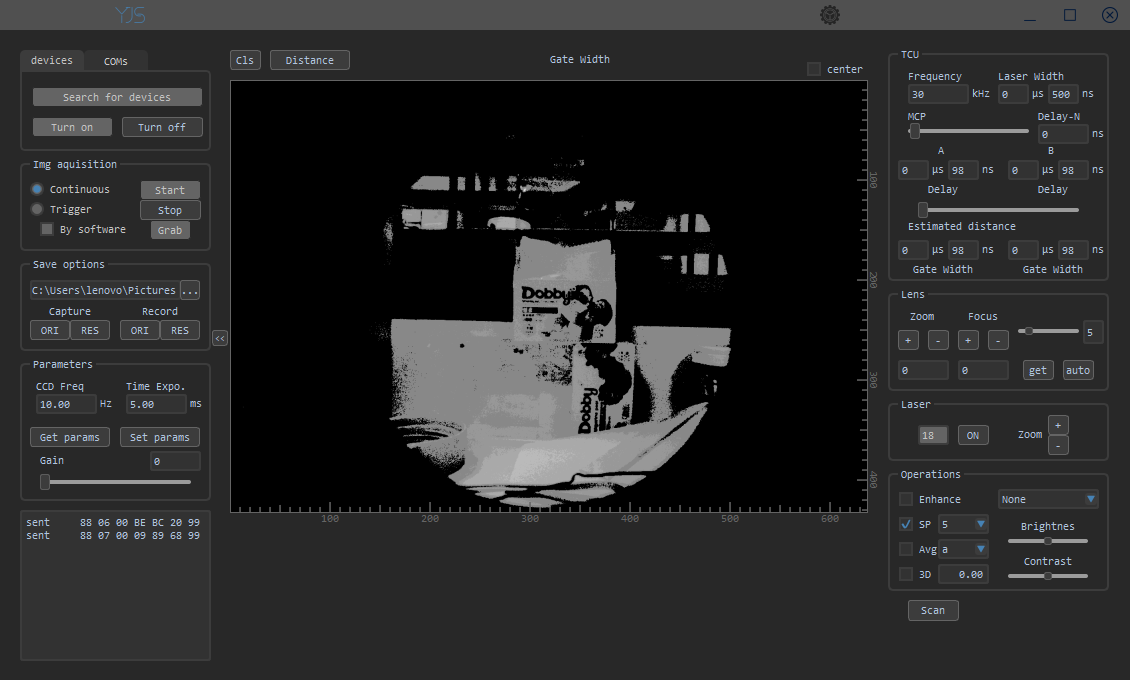 YJS
devices COMs
Search for devices
Turn on Turn off
Img aquisition
Continuous Start
Trigger Stop
By software Grab
Save options
C:\Users\lenovo\Pictures ...
Capture Record
ORI RES ORI RES
<<
Parameters
CCD Freq Time Expo.
10.00 Hz 5.00 ms
Get params Set params
Gain 0
sent 88 06 00 BE BC 20 99
sent 88 07 00 09 89 68 99
Cls Distance Gate Width center
Dobby
Dobby
100
200
300
400
100 200 300 400 500 600
TCU
Frequency Laser Width
30 kHz 0 μs 500 ns
MCP Delay-N
0 ns
A B
0 μs 98 ns 0 μs 98 ns
Delay Delay
Estimated distance
0 μs 98 ns 0 μs 98 ns
Gate Width Gate Width
Lens
Zoom Focus
+ - + - 5
0 0 get auto
Laser
18 ON Zoom + -
Operations
Enhance None
SP 5 Brightnes
Avg a
Contrast
3D 0.00
Scan